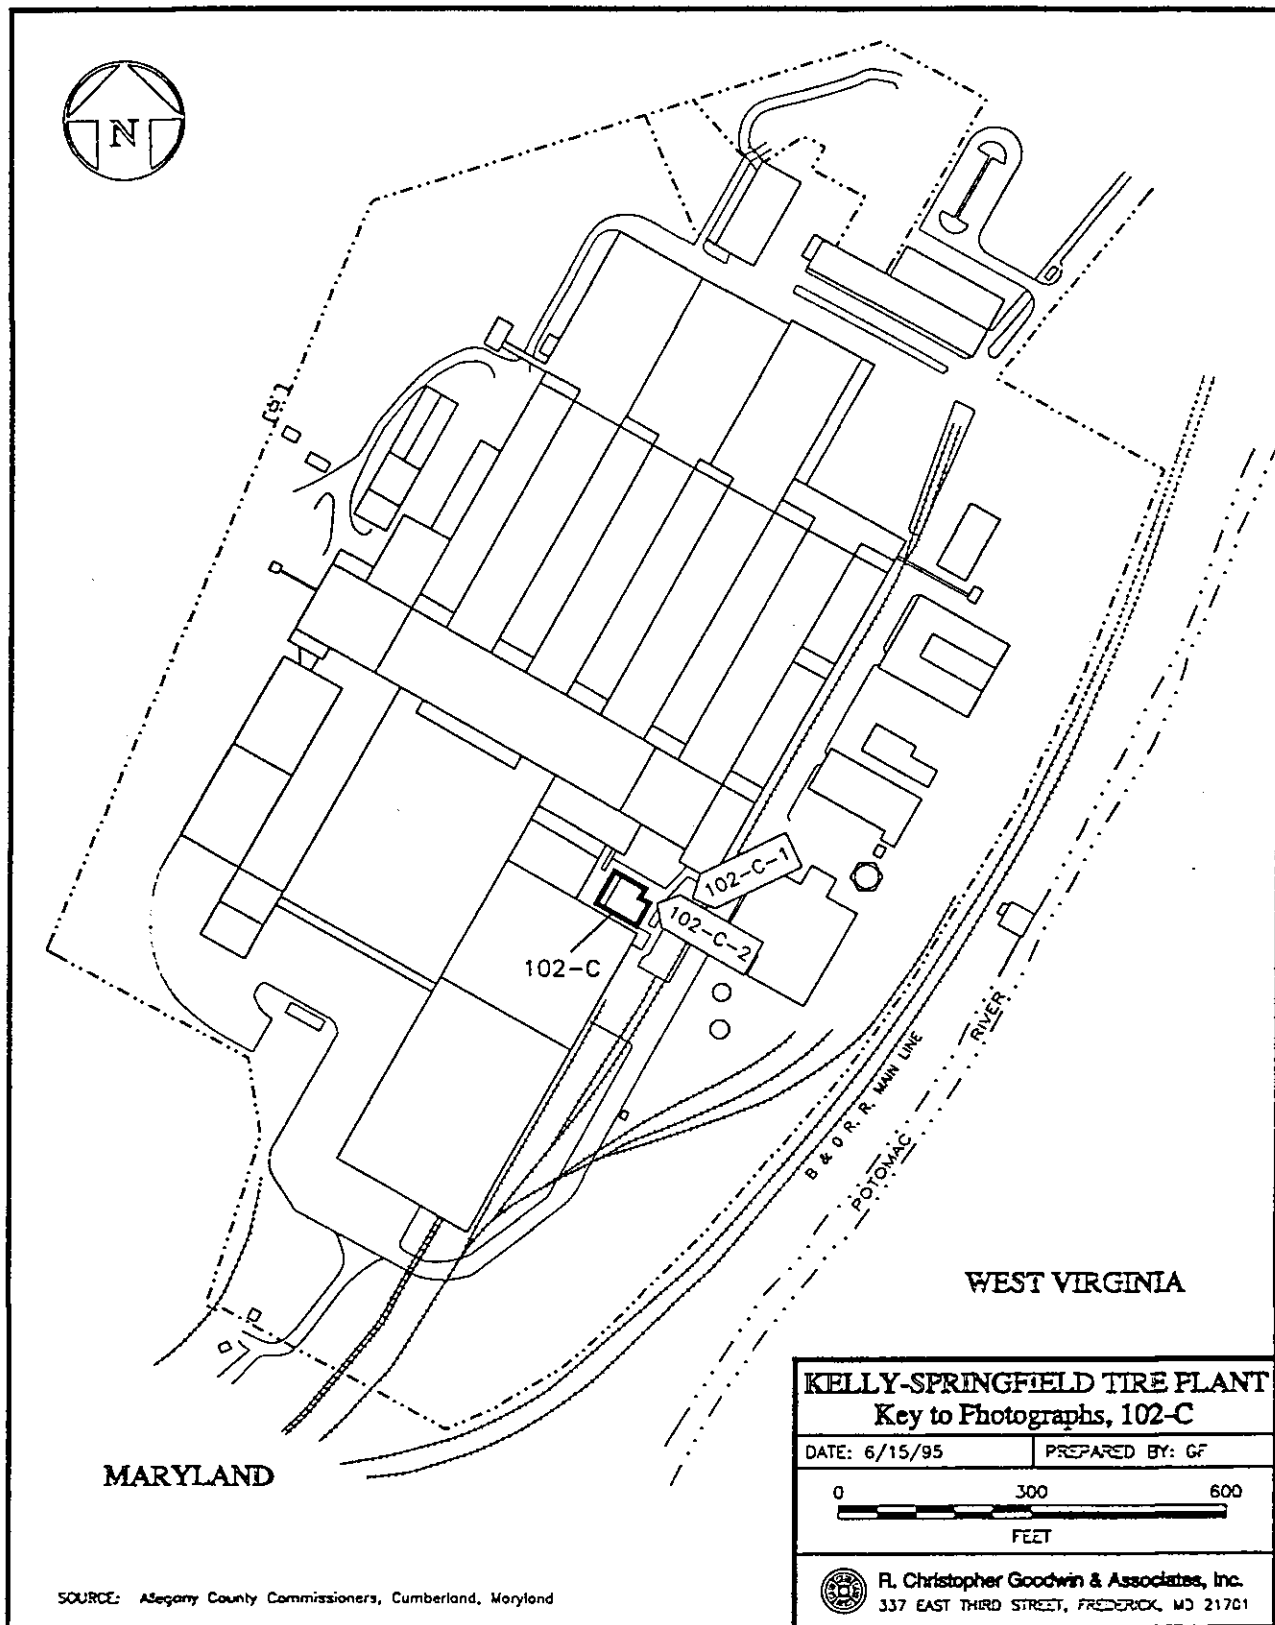 N
102-C-1
102-C-2
102-C
B & O R. R. MAIN LINE
POTOMAC RIVER
WEST VIRGINIA
MARYLAND
KELLY-SPRINGFIELD TIRE PLANT
Key to Photographs, 102-C
DATE: 6/15/95
PREPARED BY: GF
0 300 600
FEET
R. Christopher Goodwin & Associates, Inc.
337 EAST THIRD STREET, FREDERICK, MD 21701
SOURCE: Allegany County Commissioners, Cumberland, Maryland